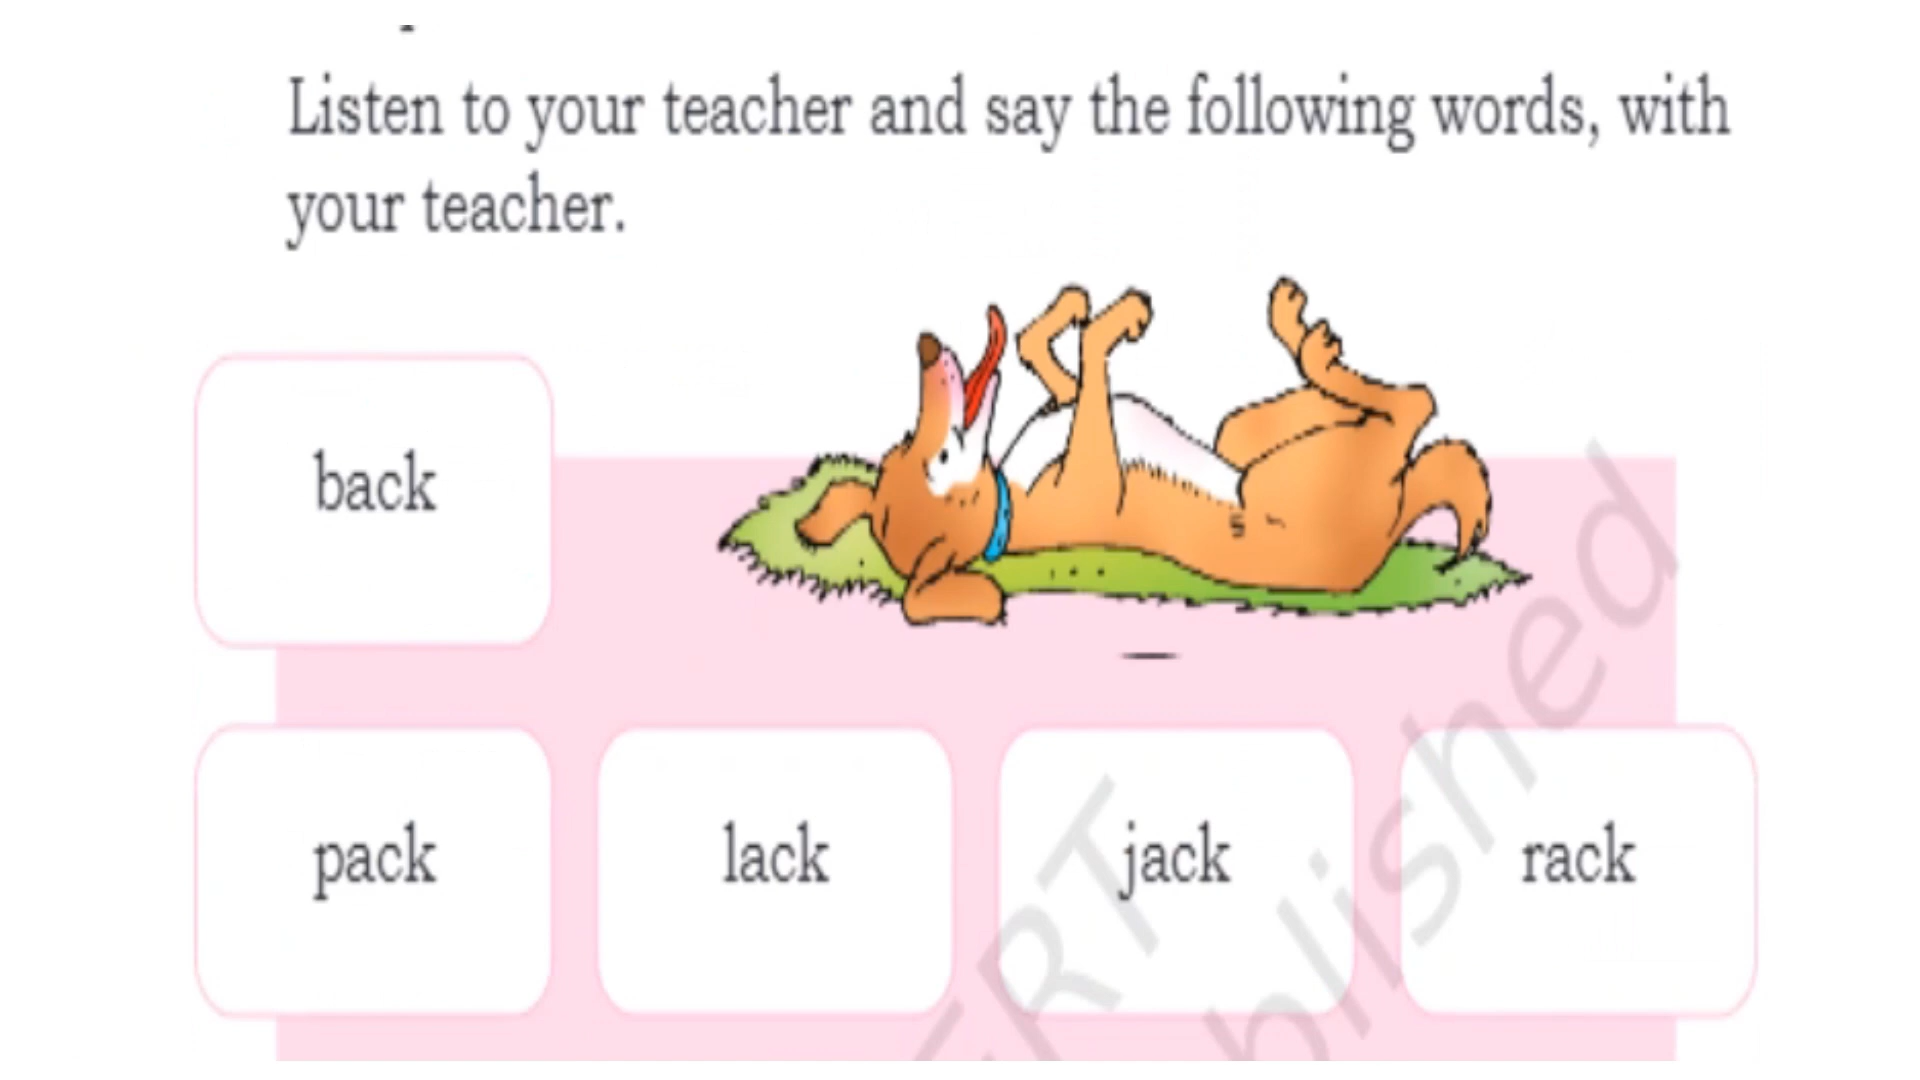 Listen to your teacher and say the following words, with
your teacher.
back
pack
lack
jack
rack